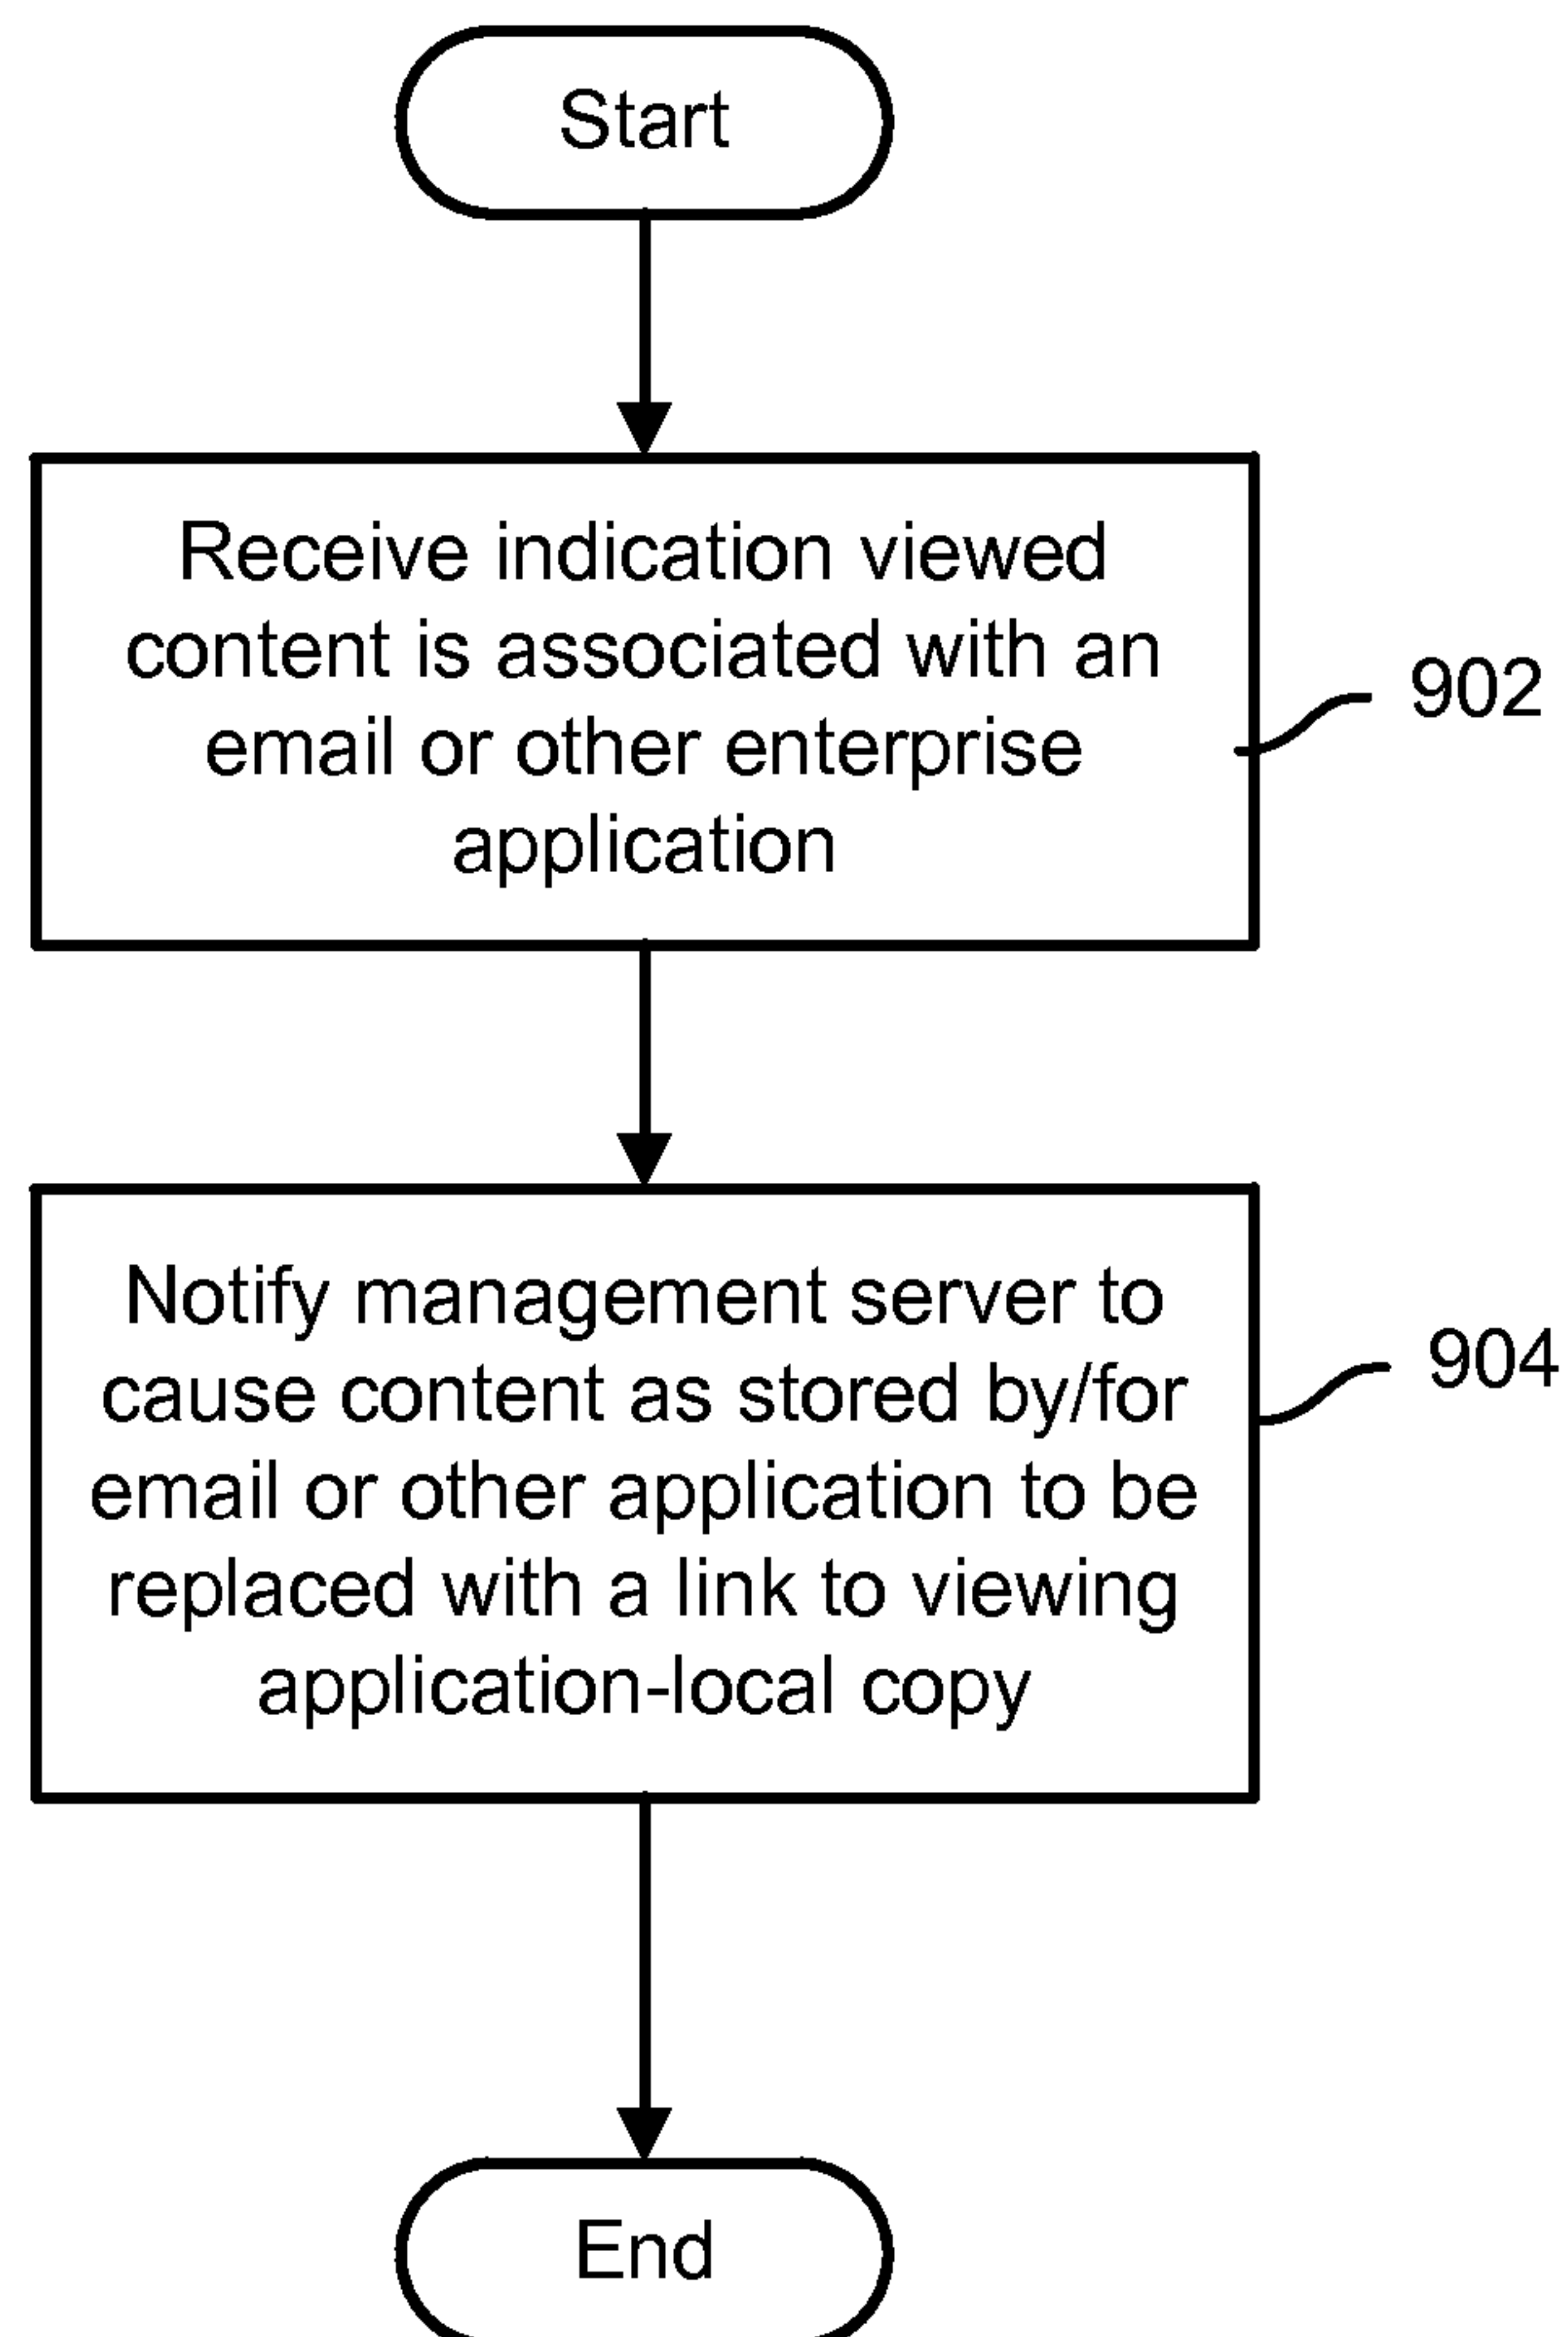 Start
Receive indication viewed
content is associated with an
email or other enterprise
application
902
Notify management server to
cause content as stored by/for
email or other application to be
replaced with a link to viewing
application-local copy
904
End